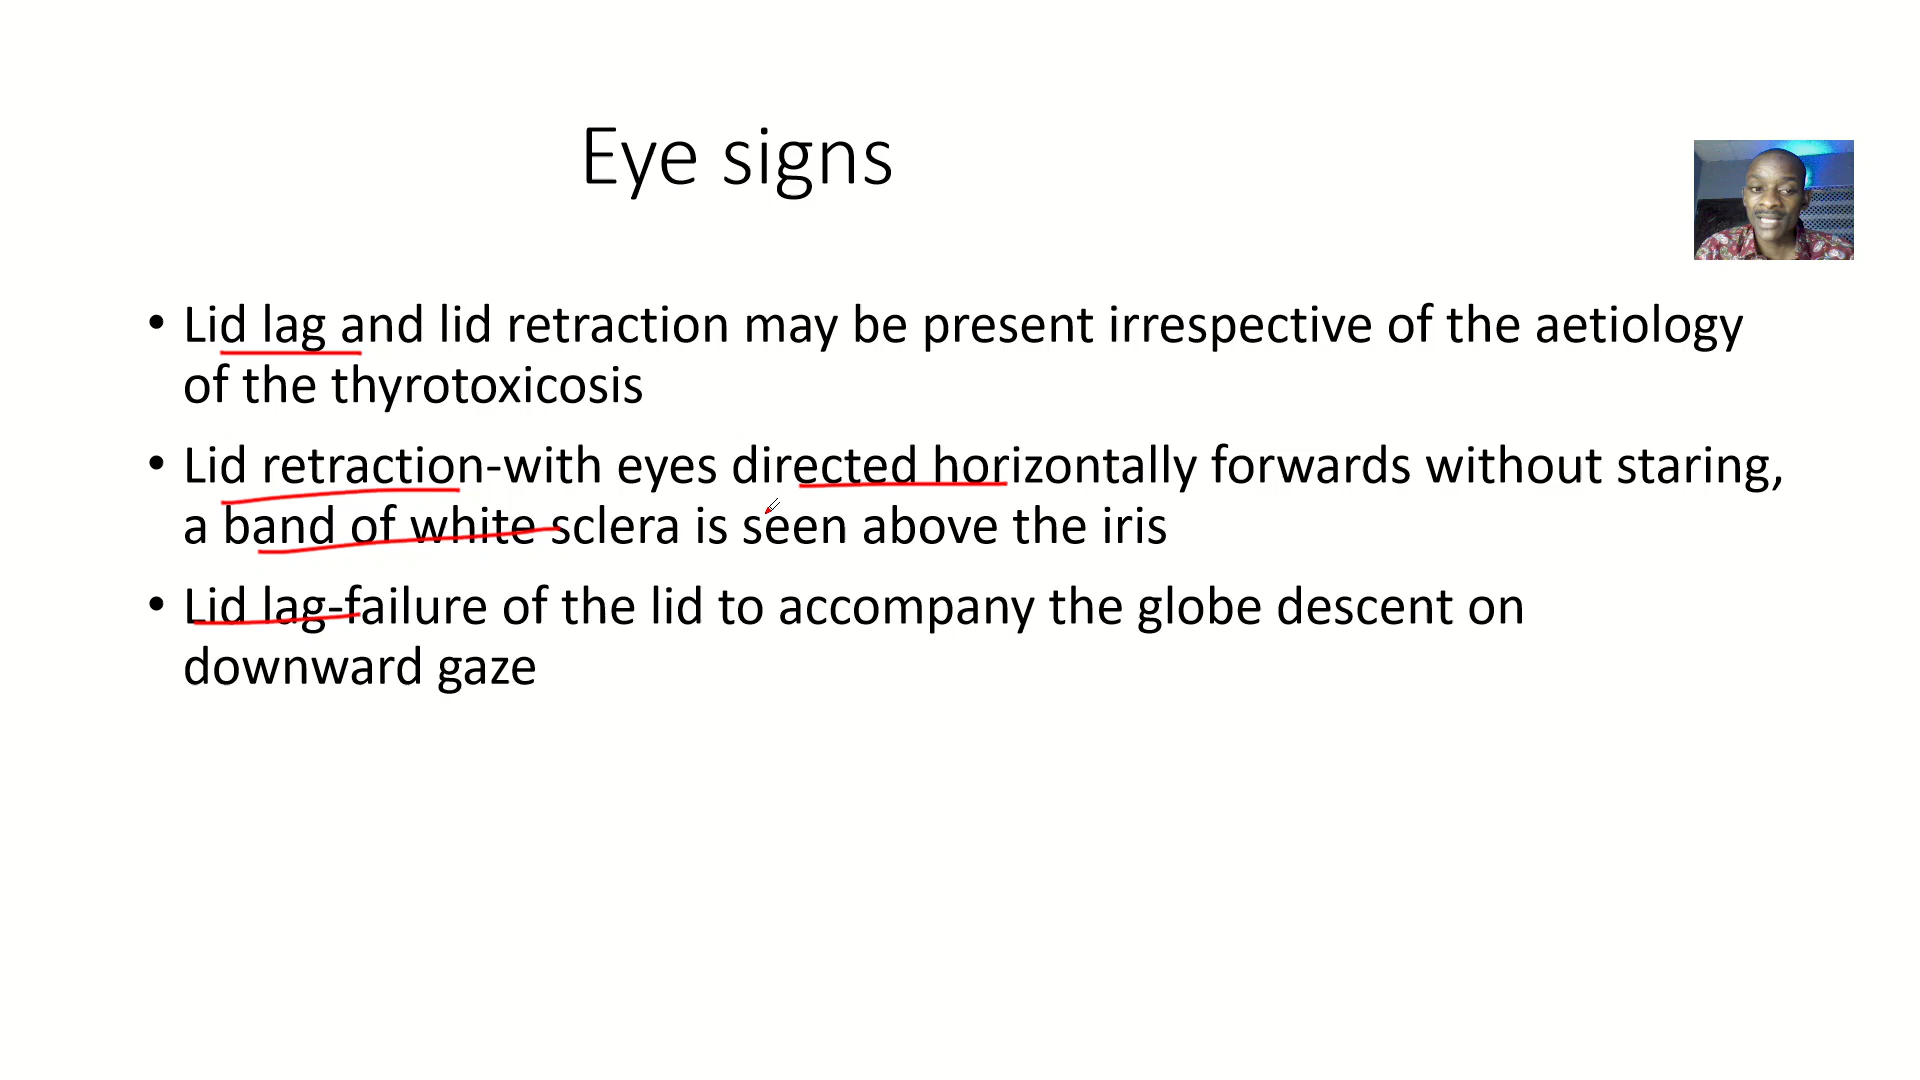 Eye signs
• Lid lag and lid retraction may be present irrespective of the aetiology
of the thyrotoxicosis
• Lid retraction-with eyes directed horizontally forwards without staring,
a band of white sclera is seen above the iris
• Lid lag-failure of the lid to accompany the globe descent on
downward gaze